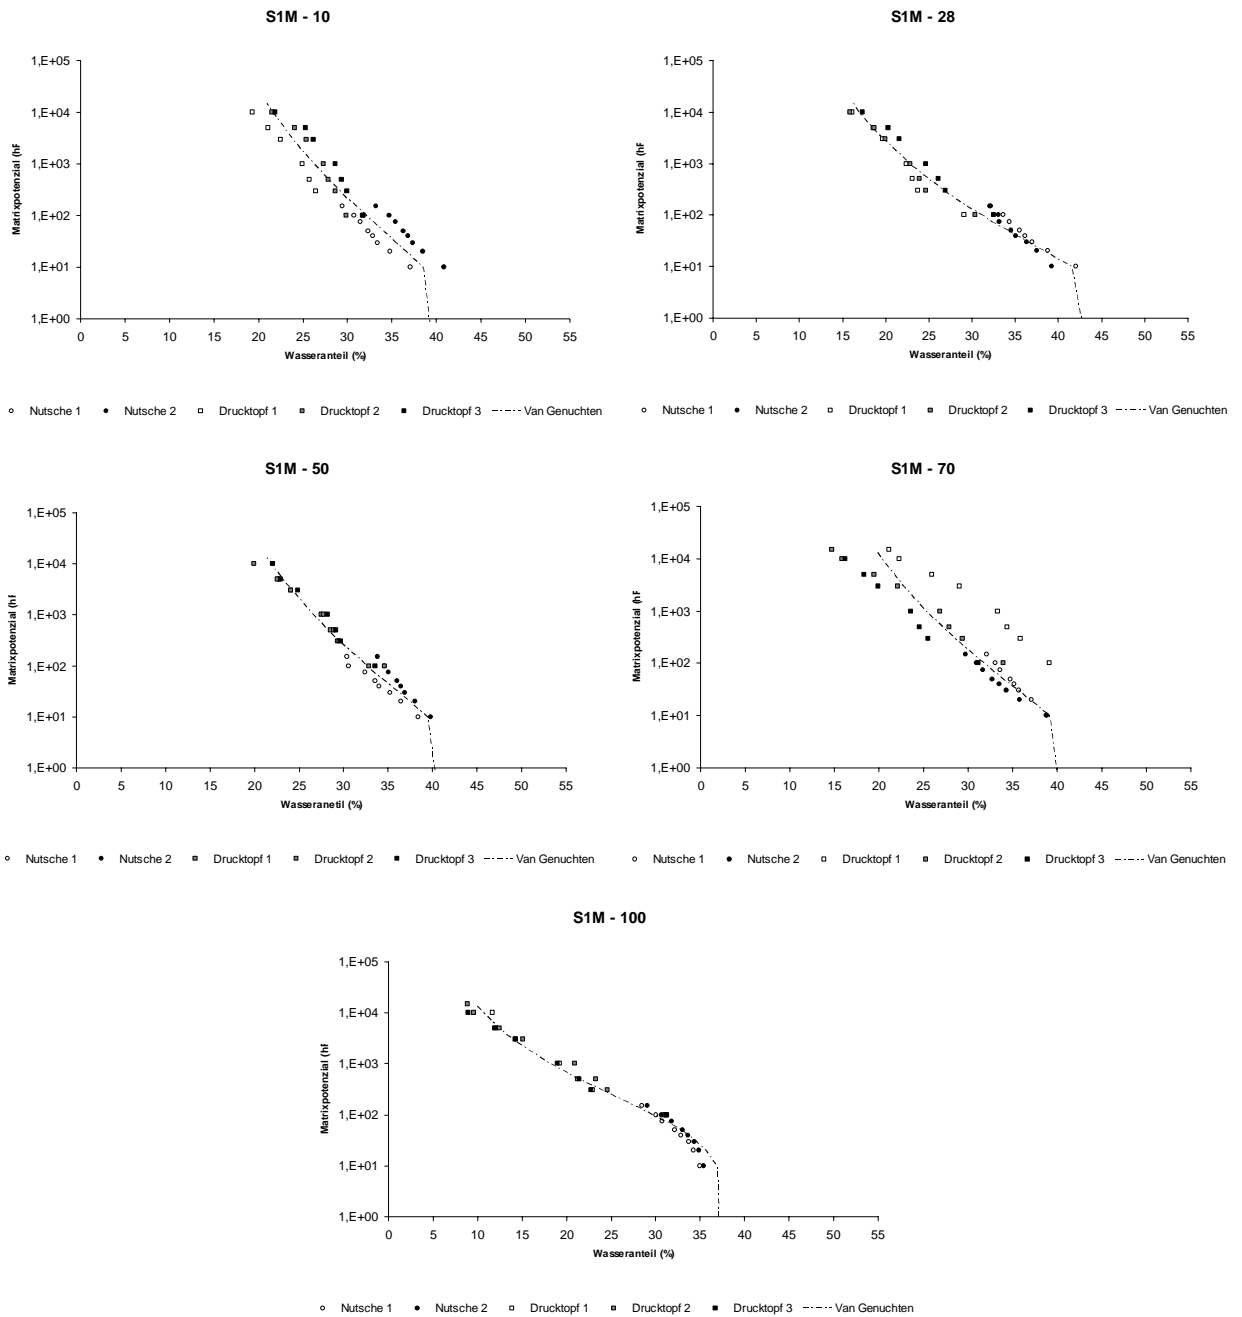 S1M - 10
1,E+05
1,E+04
1,E+03
1,E+02
1,E+01
1,E+00
Matrixpotenzial (hF
0 5 10 15 20 25 30 35 40 45 50 55
Wasseranteil (%)
Nutsche 1 Nutsche 2 Drucktopf 1 Drucktopf 2 Drucktopf 3 Van Genuchten
S1M - 28
1,E+05
1,E+04
1,E+03
1,E+02
1,E+01
1,E+00
Matrixpotenzial (hF
0 5 10 15 20 25 30 35 40 45 50 55
Wasseranteil (%)
Nutsche 1 Nutsche 2 Drucktopf 1 Drucktopf 2 Drucktopf 3 Van Genuchten
S1M - 50
1,E+05
1,E+04
1,E+03
1,E+02
1,E+01
1,E+00
Matrixpotenzial (hF
0 5 10 15 20 25 30 35 40 45 50 55
Wasseranetil (%)
Nutsche 1 Nutsche 2 Drucktopf 1 Drucktopf 2 Drucktopf 3 Van Genuchten
S1M - 70
1,E+05
1,E+04
1,E+03
1,E+02
1,E+01
1,E+00
Matrixpotenzial (hF
0 5 10 15 20 25 30 35 40 45 50 55
Wasseranteil (%)
Nutsche 1 Nutsche 2 Drucktopf 1 Drucktopf 2 Drucktopf 3 Van Genuchten
S1M - 100
1,E+05
1,E+04
1,E+03
1,E+02
1,E+01
1,E+00
Matrixpotenzial (hF
0 5 10 15 20 25 30 35 40 45 50 55
Wasseranteil (%)
Nutsche 1 Nutsche 2 Drucktopf 1 Drucktopf 2 Drucktopf 3 Van Genuchten